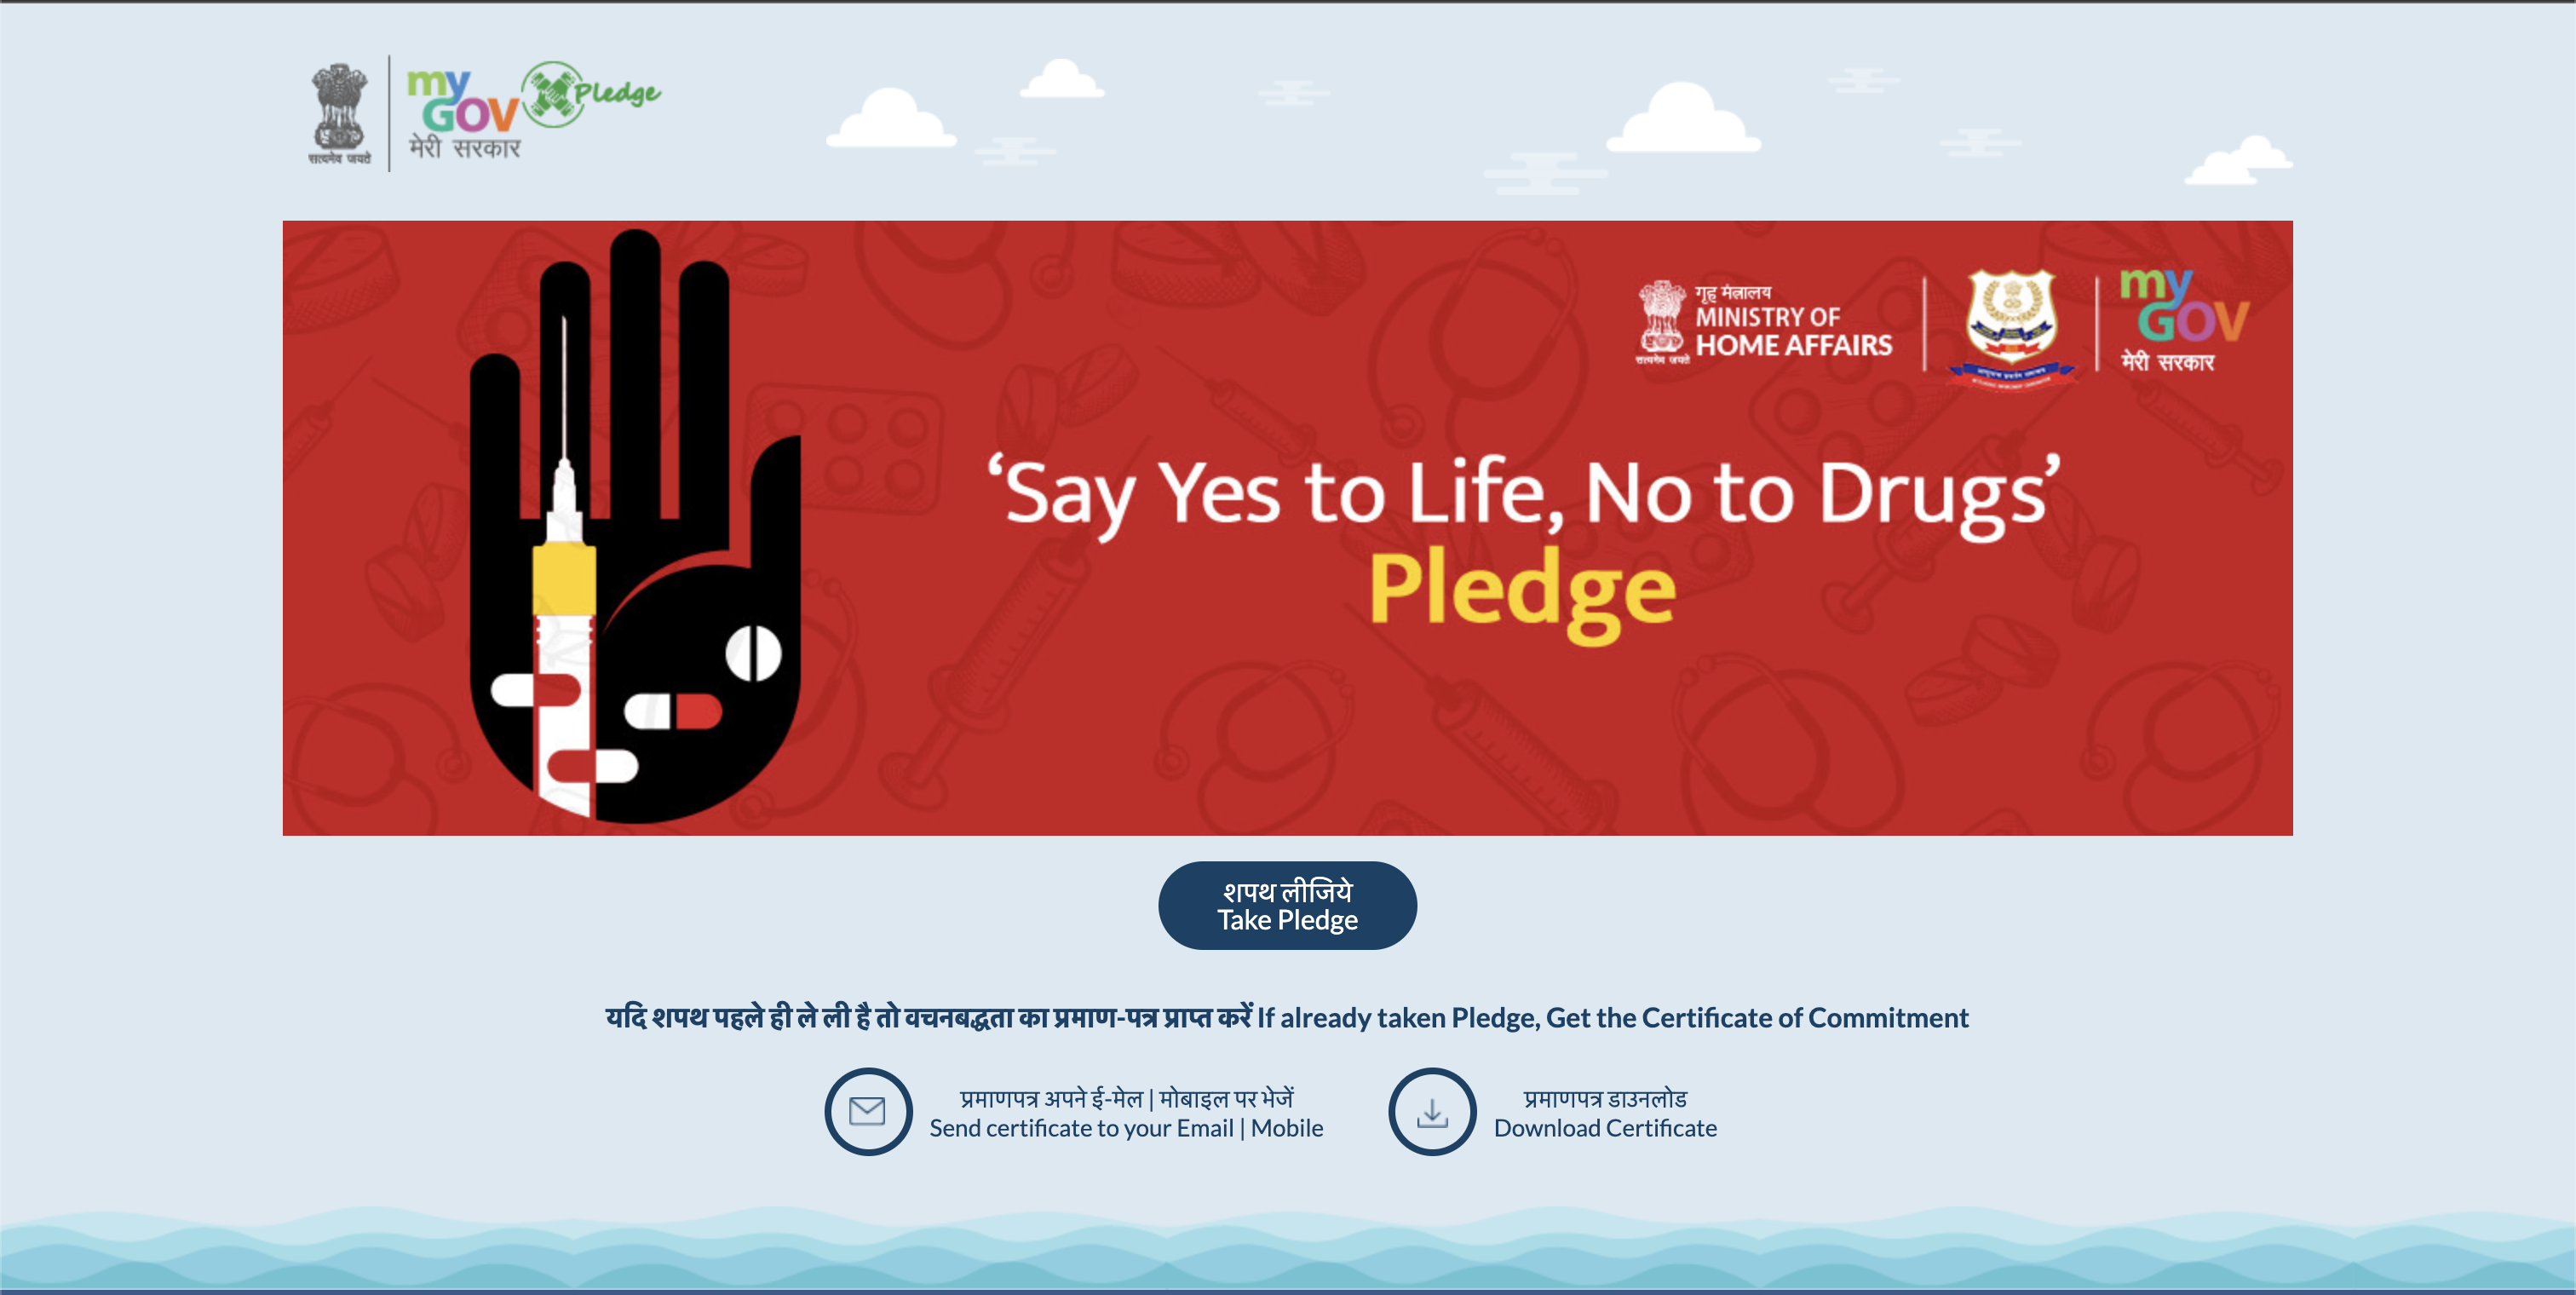 my
GOV
Pledge
सत्यमेव जयते
मेरी सरकार
गृह मंत्रालय
MINISTRY OF
HOME AFFAIRS
सत्यमेव जयते
my
GOV
मेरी सरकार
‘Say Yes to Life, No to Drugs’
Pledge
शपथ लीजिये
Take Pledge
यदि शपथ पहले ही ले ली है तो वचनबद्धता का प्रमाण-पत्र प्राप्त करें If already taken Pledge, Get the Certificate of Commitment
प्रमाणपत्र अपने ई-मेल | मोबाइल पर भेजें
Send certificate to your Email | Mobile
प्रमाणपत्र डाउनलोड
Download Certificate